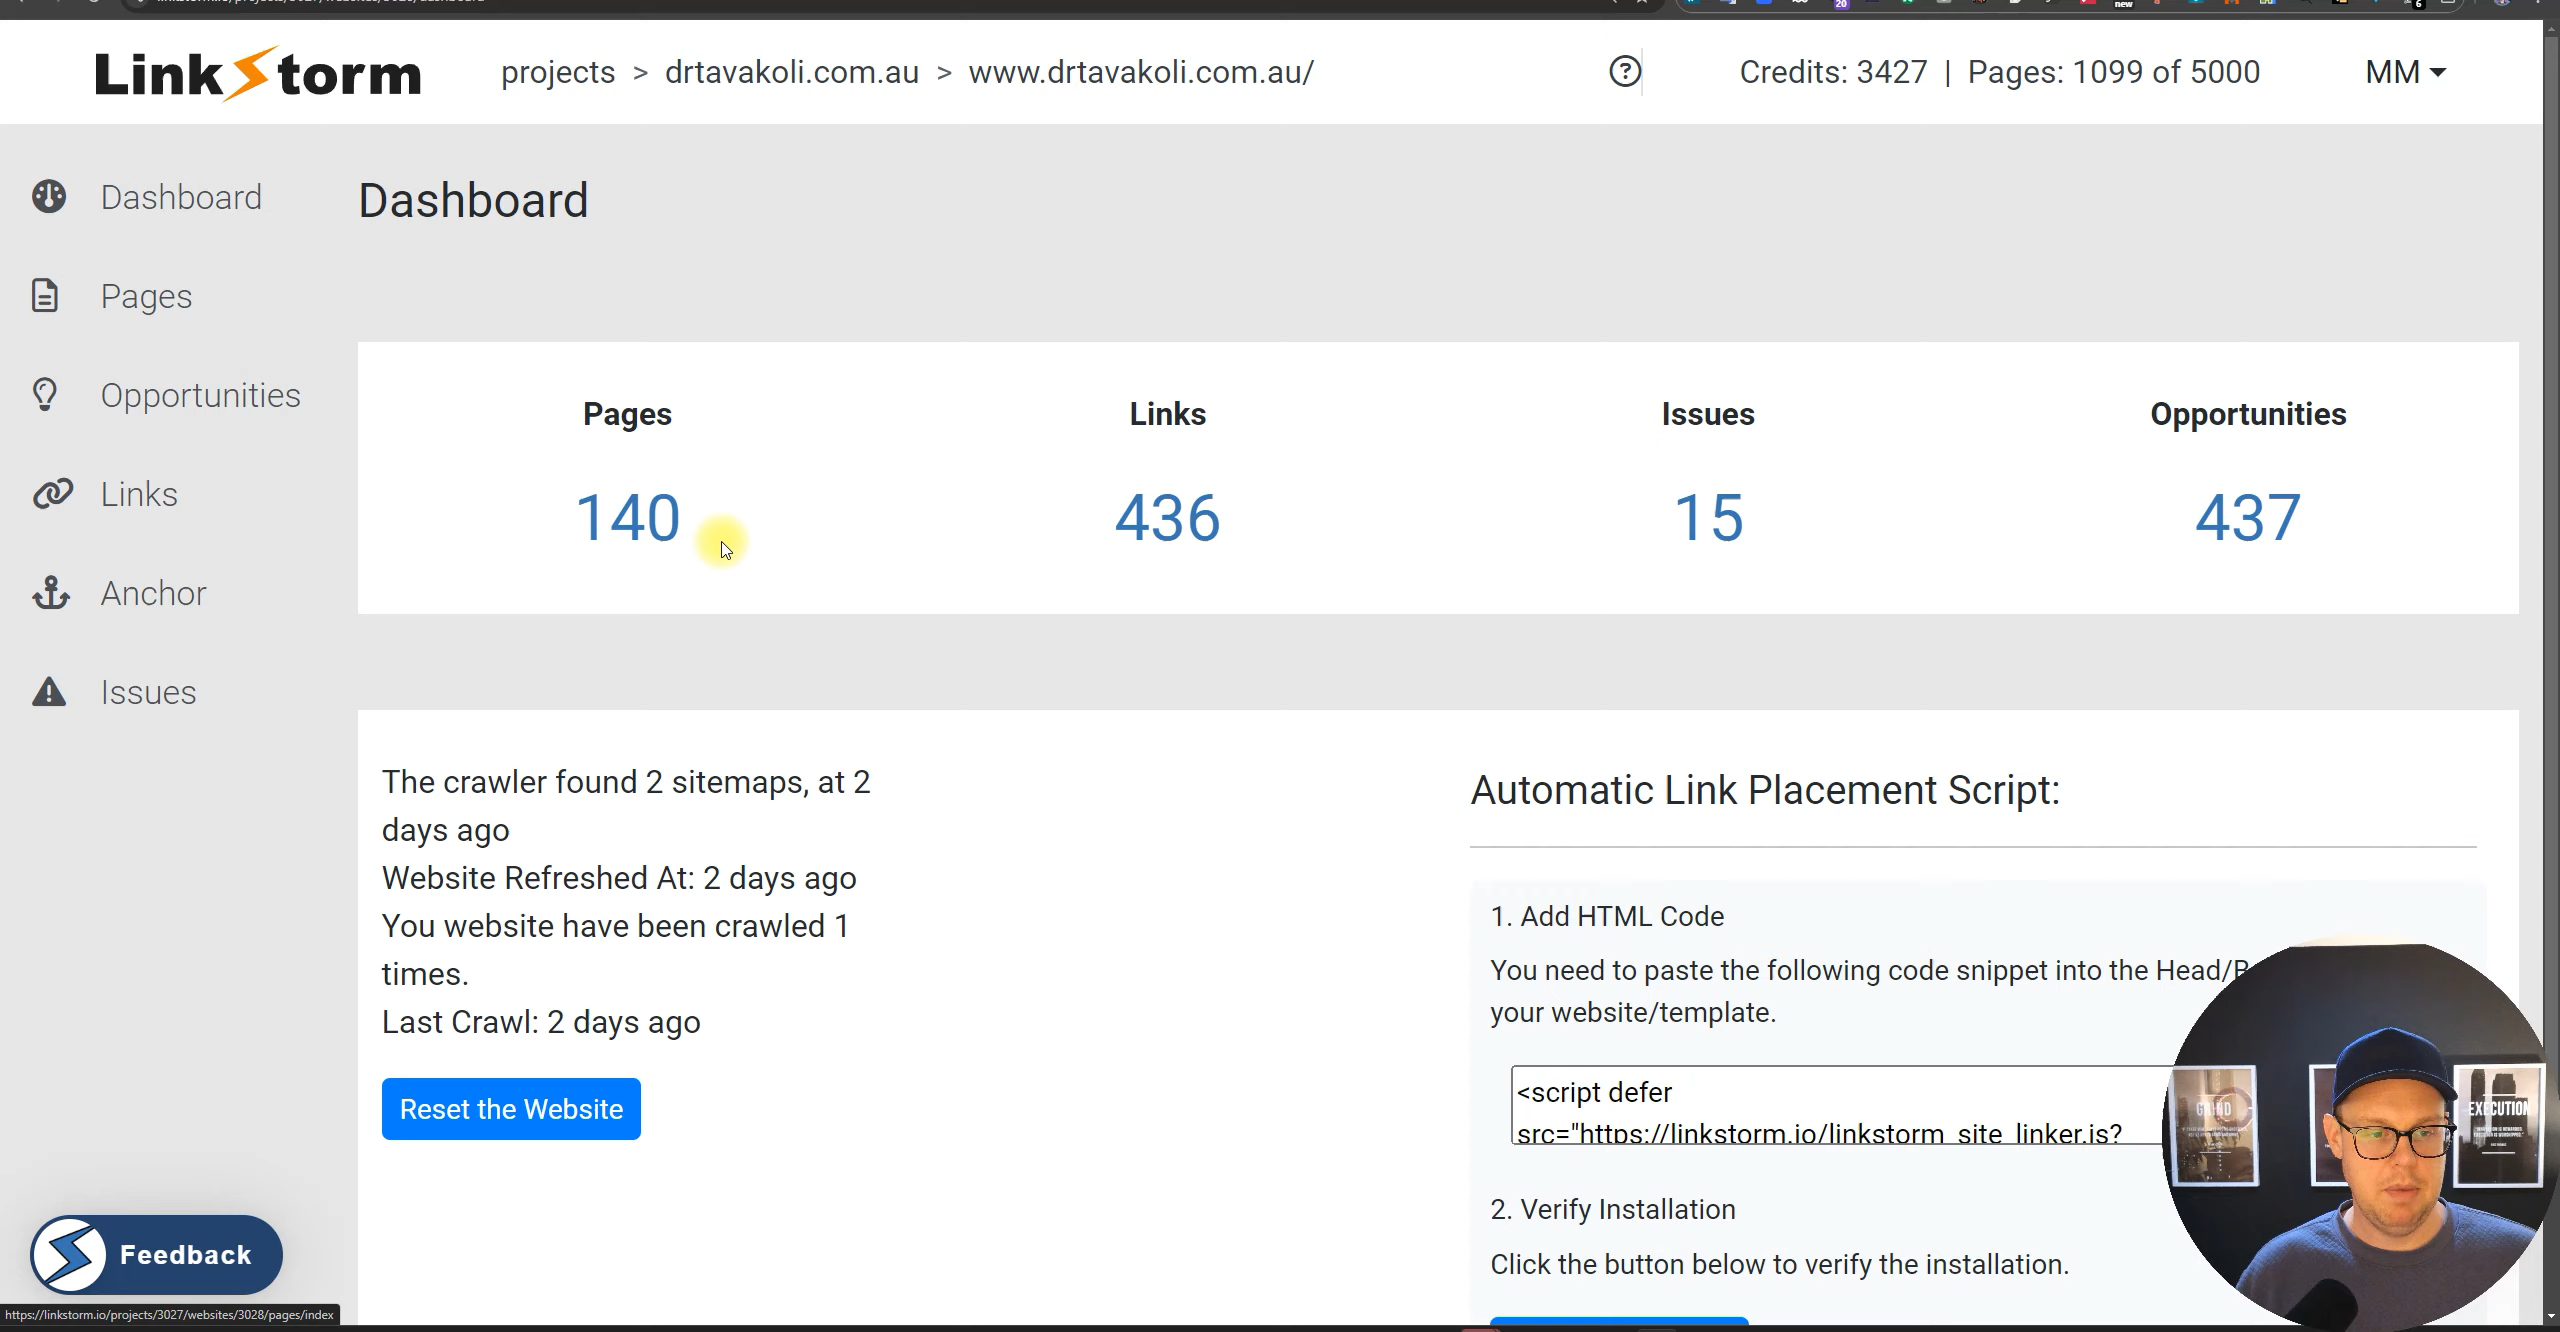 LinkStorm
projects > drtavakoli.com.au > www.drtavakoli.com.au/
Credits: 3427 | Pages: 1099 of 5000
MM
Dashboard
Pages
Opportunities
Links
Anchor
Issues
Dashboard
Pages
Links
Issues
Opportunities
140
436
15
437
The crawler found 2 sitemaps, at 2
days ago
Website Refreshed At: 2 days ago
You website have been crawled 1
times.
Last Crawl: 2 days ago
Reset the Website
Automatic Link Placement Script:
1. Add HTML Code
You need to paste the following code snippet into the
your website/template.
<script defer
src="https://linkstorm.io/linkstorm_site_linker.js?
2. Verify Installation
Click the button below to verify the installation.
EXECUTION
Feedback
https://linkstorm.io/projects/3027/websites/3028/pages/index